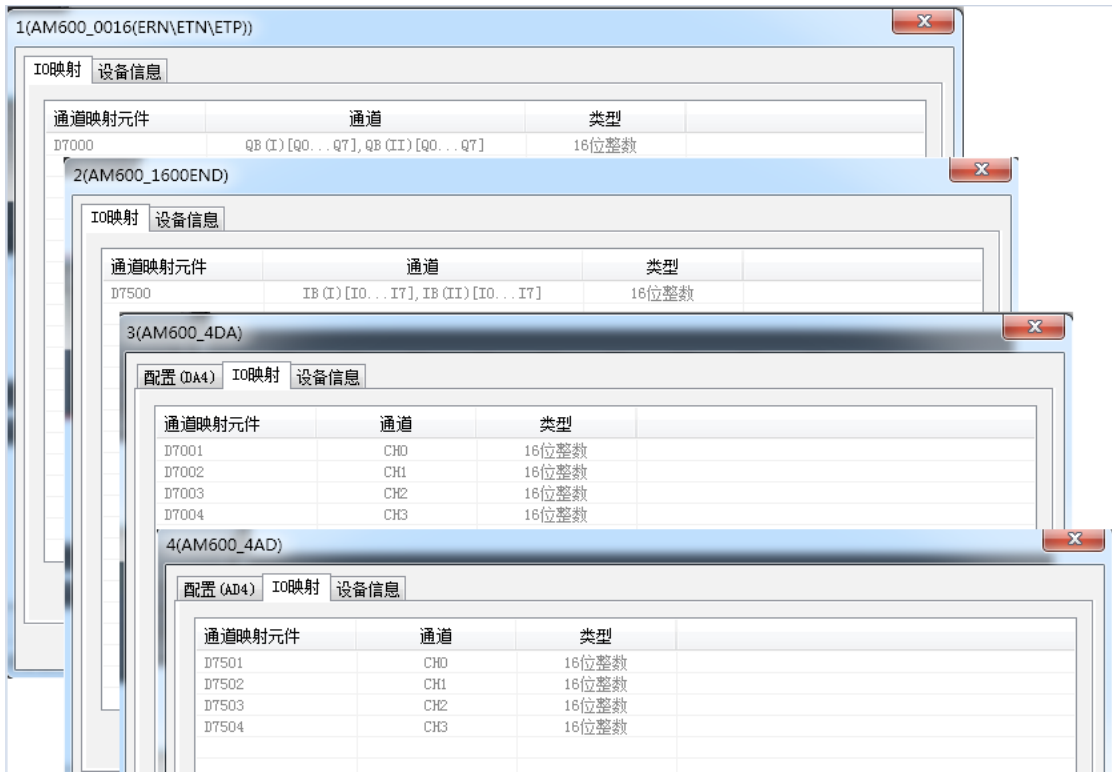 1(AM600_0016(ERN\ETN\ETP))
IO映射 设备信息
通道映射元件 通道 类型
D7000 QB(I)[Q0...Q7],QB(II)[Q0...Q7] 16位整数
2(AM600_1600END)
IO映射 设备信息
通道映射元件 通道 类型
D7500 IB(I)[I0...I7],IB(II)[I0...I7] 16位整数
3(AM600_4DA)
配置(DA4) IO映射 设备信息
通道映射元件 通道 类型
D7001 CH0 16位整数
D7002 CH1 16位整数
D7003 CH2 16位整数
D7004 CH3 16位整数
4(AM600_4AD)
配置(AD4) IO映射 设备信息
通道映射元件 通道 类型
D7501 CH0 16位整数
D7502 CH1 16位整数
D7503 CH2 16位整数
D7504 CH3 16位整数